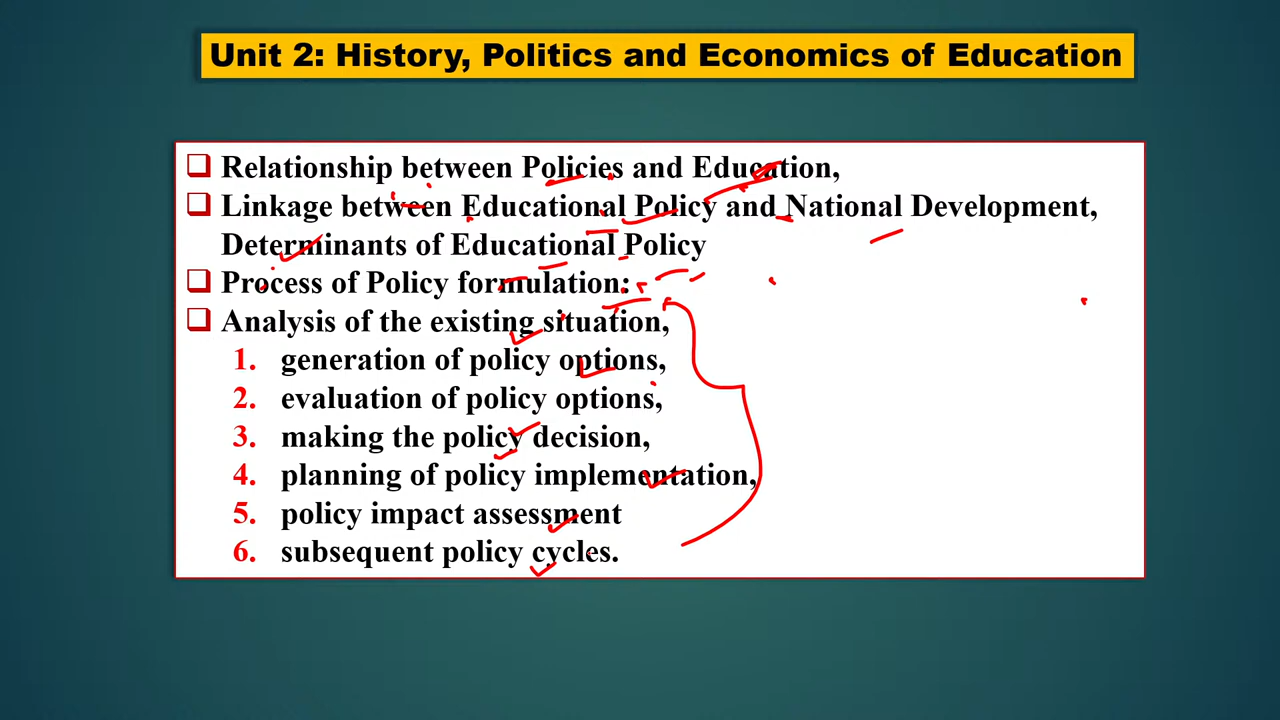 Unit 2: History, Politics and Economics of Education
Relationship between Policies and Education,
Linkage between Educational Policy and National Development,
Determinants of Educational Policy
Process of Policy formulation:
Analysis of the existing situation,
1. generation of policy options,
2. evaluation of policy options,
3. making the policy decision,
4. planning of policy implementation,
5. policy impact assessment
6. subsequent policy cycles.